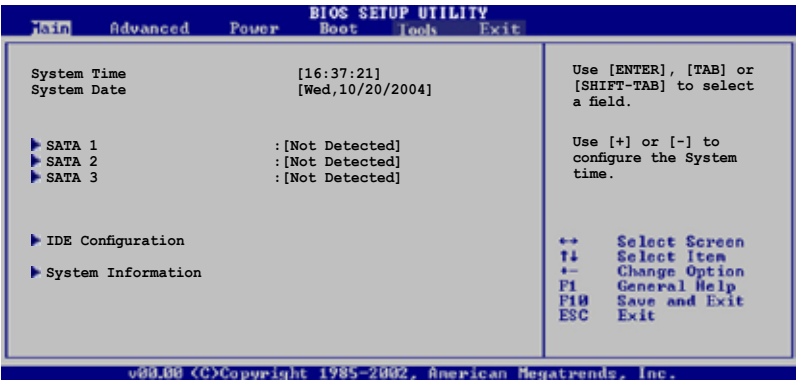 BIOS SETUP UTILITY
Main Advanced Power Boot Tools Exit
System Time [16:37:21]
System Date [Wed,10/20/2004]
SATA 1 :[Not Detected]
SATA 2 :[Not Detected]
SATA 3 :[Not Detected]
IDE Configuration
System Information
Use [ENTER], [TAB] or
[SHIFT-TAB] to select
a field.
Use [+] or [-] to
configure the System
time.
↔ Select Screen
↑↓ Select Item
+- Change Option
F1 General Help
F10 Save and Exit
ESC Exit
v00.00 (C)Copyright 1985-2002, American Megatrends, Inc.